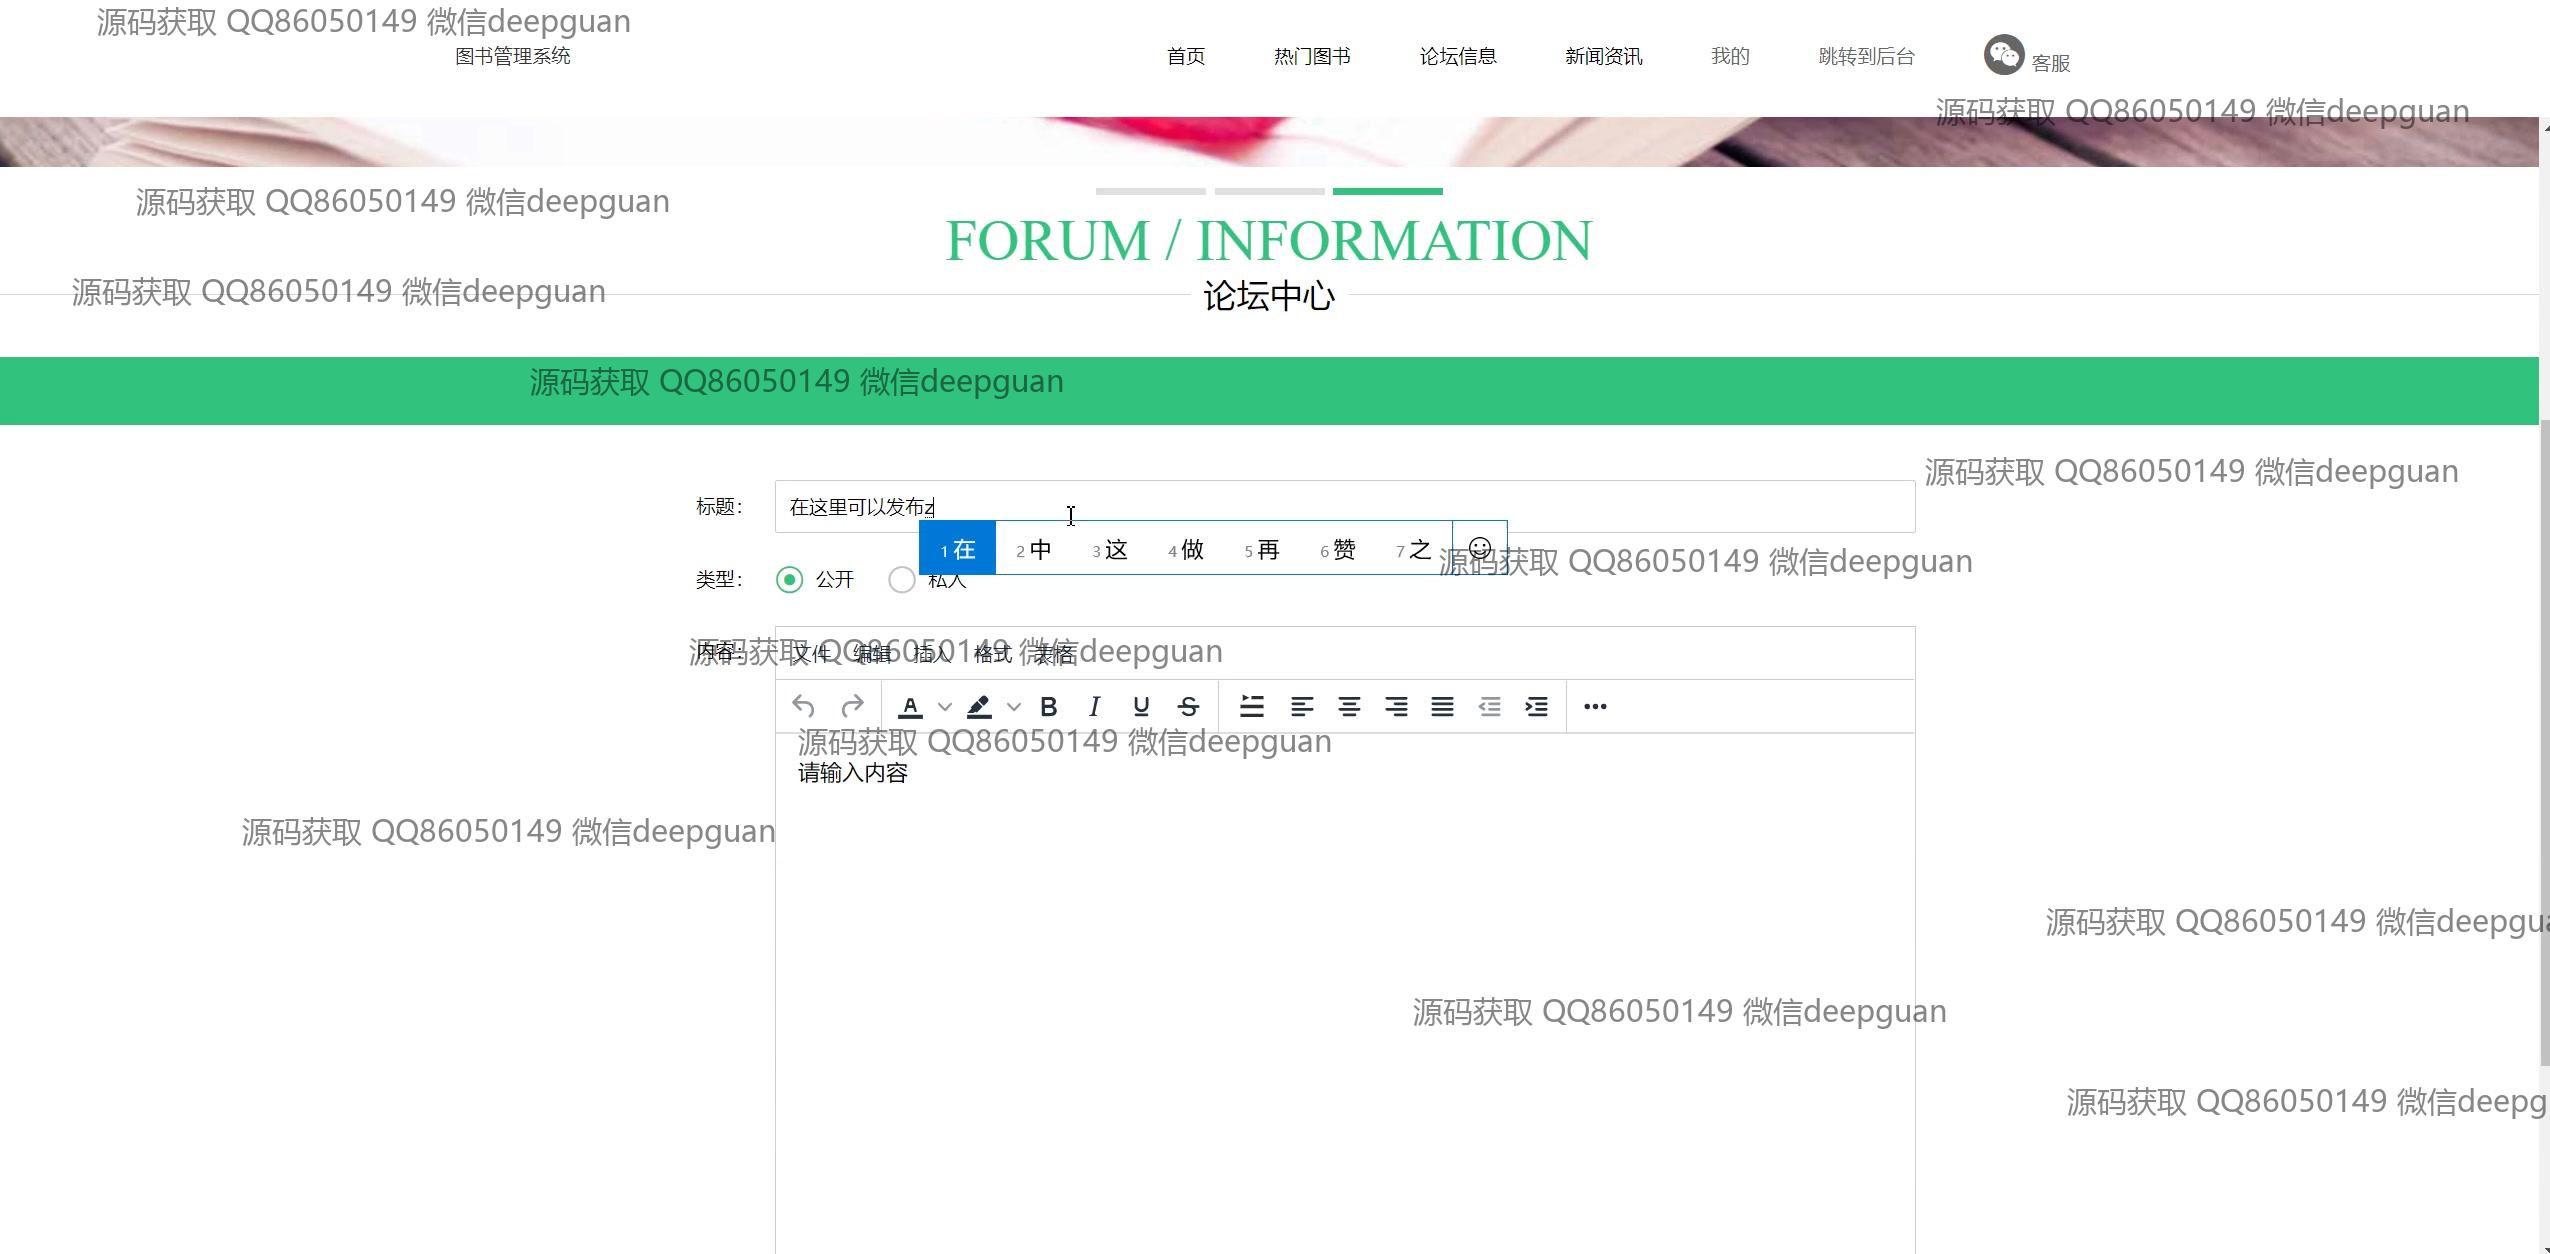 源码获取 QQ86050149 微信deepguan
图书管理系统 首页 热门图书 论坛信息 新闻资讯 我的 跳转到后台 客服
源码获取 QQ86050149 微信deepguan
源码获取 QQ86050149 微信deepguan
FORUM / INFORMATION
源码获取 QQ86050149 微信deepguan
论坛中心
源码获取 QQ86050149 微信deepguan
源码获取 QQ86050149 微信deepguan
标题： 在这里可以发布z
1 在 2 中 3 这 4 做 5 再 6 赞 7 之
源码获取 QQ86050149 微信deepguan
类型： 公开 私人
源码获取 QQ86050149 微信deepguan
内容： 文件 编辑 插入 格式 表格
A B I U S
源码获取 QQ86050149 微信deepguan
请输入内容
源码获取 QQ86050149 微信deepguan
源码获取 QQ86050149 微信deepgua
源码获取 QQ86050149 微信deepguan
源码获取 QQ86050149 微信deepg